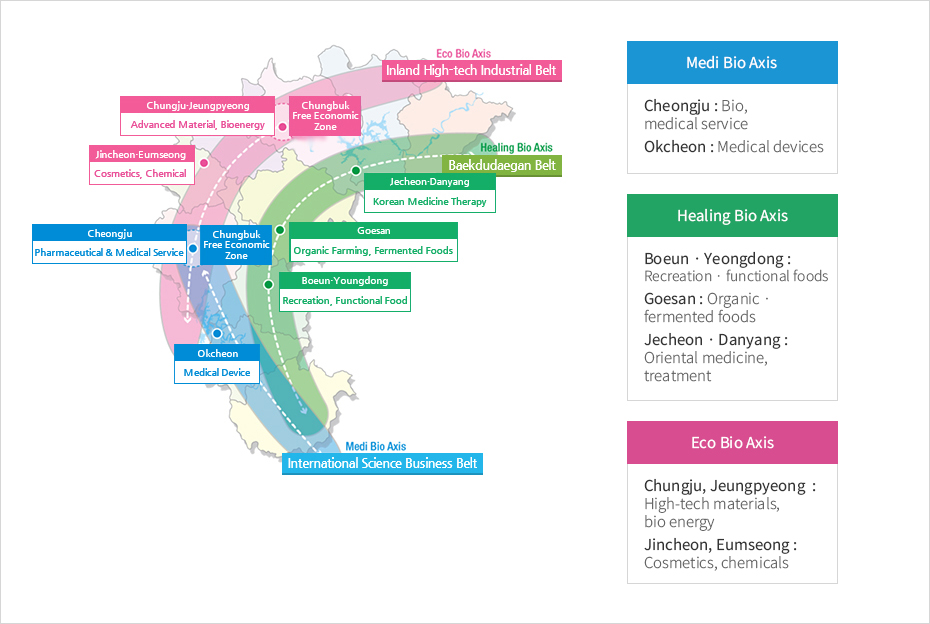 Eco Bio Axis
Inland High-tech Industrial Belt
Chungju·Jeungpyeong
Advanced Material, Bioenergy
Chungbuk
Free Economic
Zone
Jincheon·Eumseong
Cosmetics, Chemical
Healing Bio Axis
Baekdudaegan Belt
Jecheon·Danyang
Korean Medicine Therapy
Cheongju
Pharmaceutical & Medical Service
Chungbuk
Free Economic
Zone
Goesan
Organic Farming, Fermented Foods
Boeun·Youngdong
Recreation, Functional Food
Okcheon
Medical Device
Medi Bio Axis
International Science Business Belt
Medi Bio Axis
Cheongju : Bio,
medical service
Okcheon : Medical devices
Healing Bio Axis
Boeun · Yeongdong :
Recreation · functional foods
Goesan : Organic ·
fermented foods
Jecheon · Danyang :
Oriental medicine,
treatment
Eco Bio Axis
Chungju, Jeungpyeong :
High-tech materials,
bio energy
Jincheon, Eumseong :
Cosmetics, chemicals